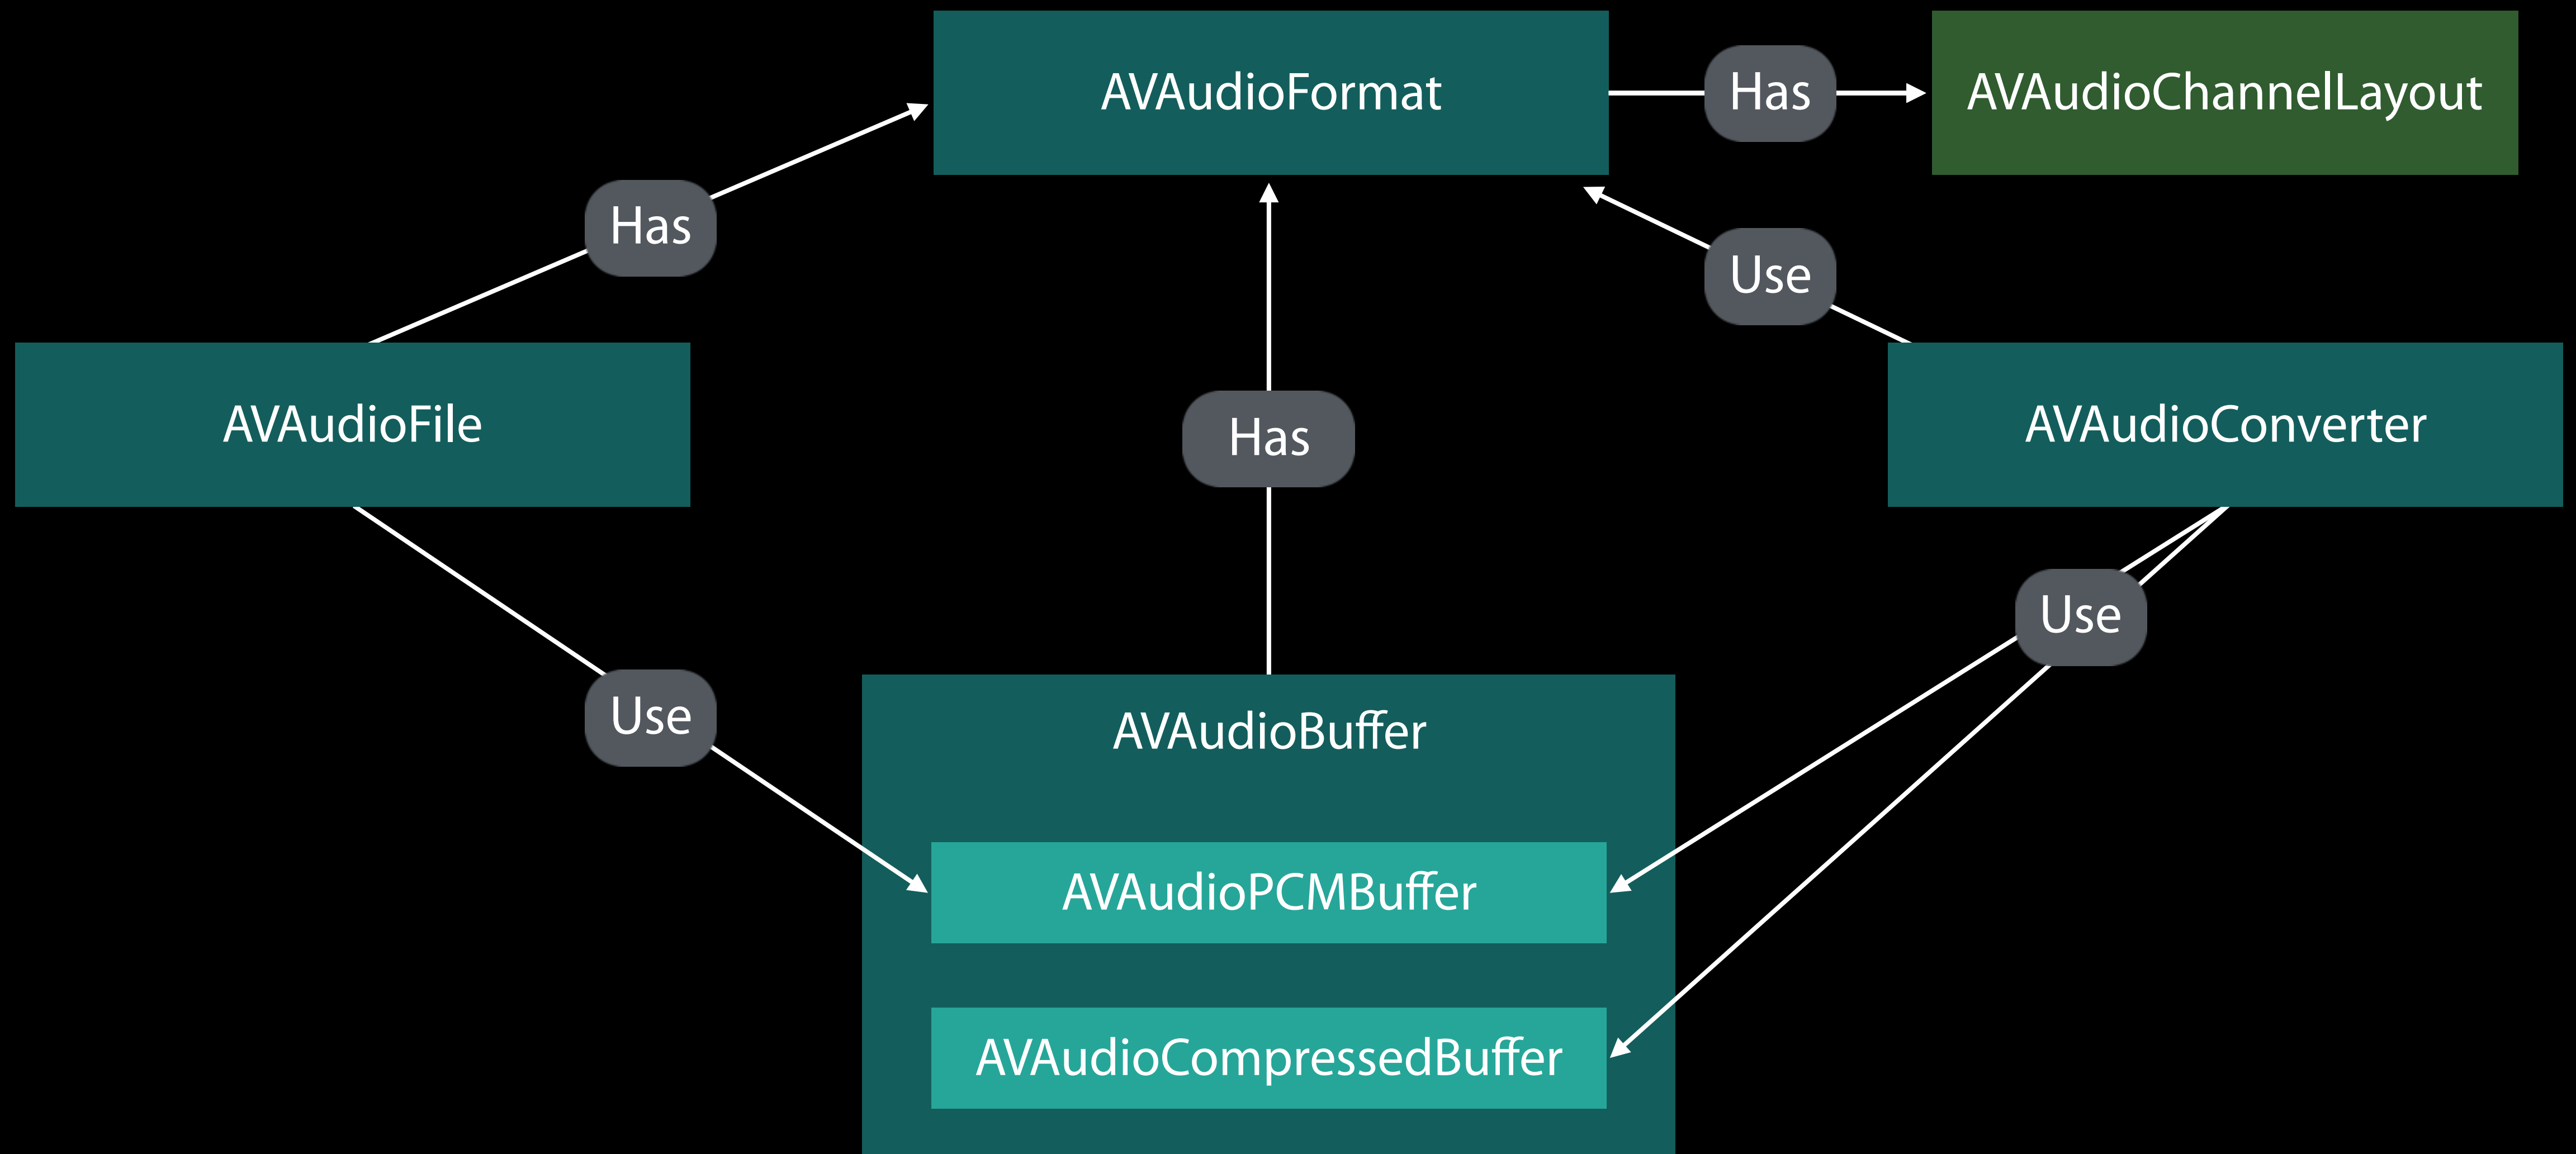 AVAudioFormat
Has
AVAudioChannelLayout
Has
Use
AVAudioFile
Has
AVAudioConverter
Use
Use
AVAudioBuffer
AVAudioPCMBuffer
AVAudioCompressedBuffer